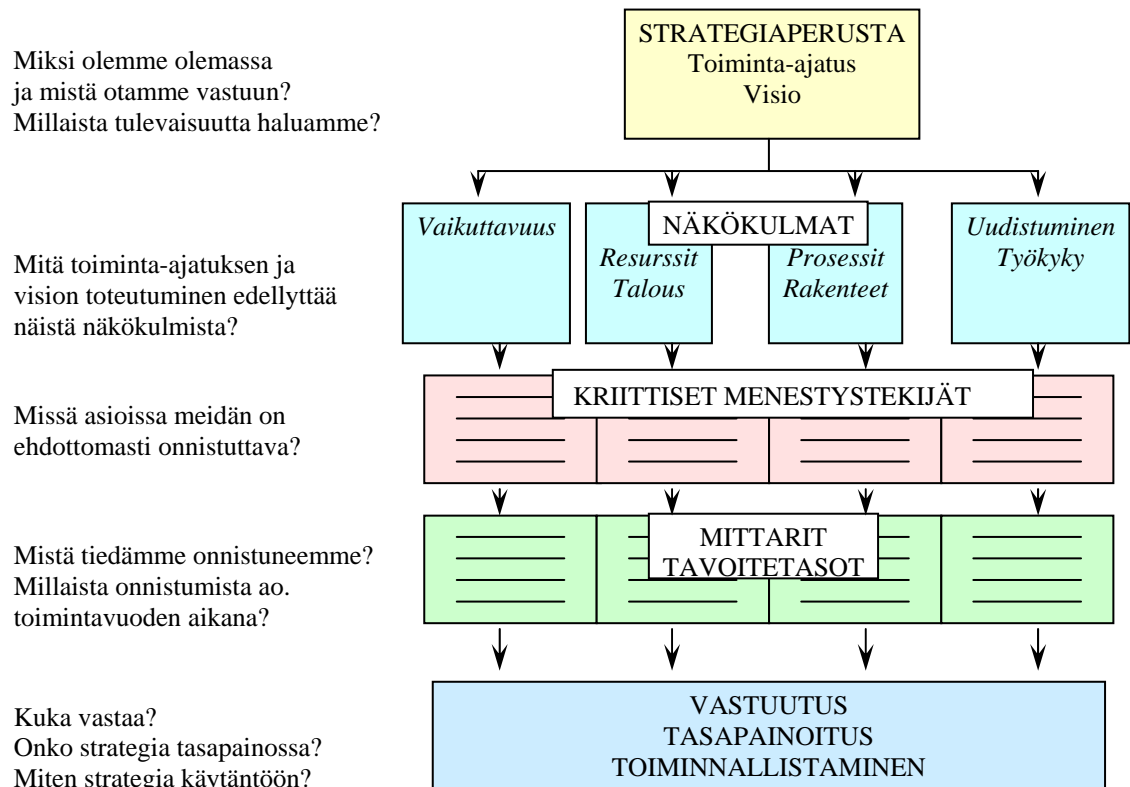 STRATEGIAPERUSTA
Toiminta-ajatus
Visio
Miksi olemme olemassa
ja mistä otamme vastuun?
Millaista tulevaisuutta haluamme?
NÄKÖKULMAT
Vaikuttavuus
Resurssit
Talous
Prosessit
Rakenteet
Uudistuminen
Työkyky
Mitä toiminta-ajatuksen ja
vision toteutuminen edellyttää
näistä näkökulmista?
KRIITTISET MENESTYSTEKIJÄT
Missä asioissa meidän on
ehdottomasti onnistuttava?
MITTARIT
TAVOITETASOT
Mistä tiedämme onnistuneemme?
Millaista onnistumista ao.
toimintavuoden aikana?
VASTUUTUS
TASAPAINOITUS
TOIMINNALLISTAMINEN
Kuka vastaa?
Onko strategia tasapainossa?
Miten strategia käytäntöön?